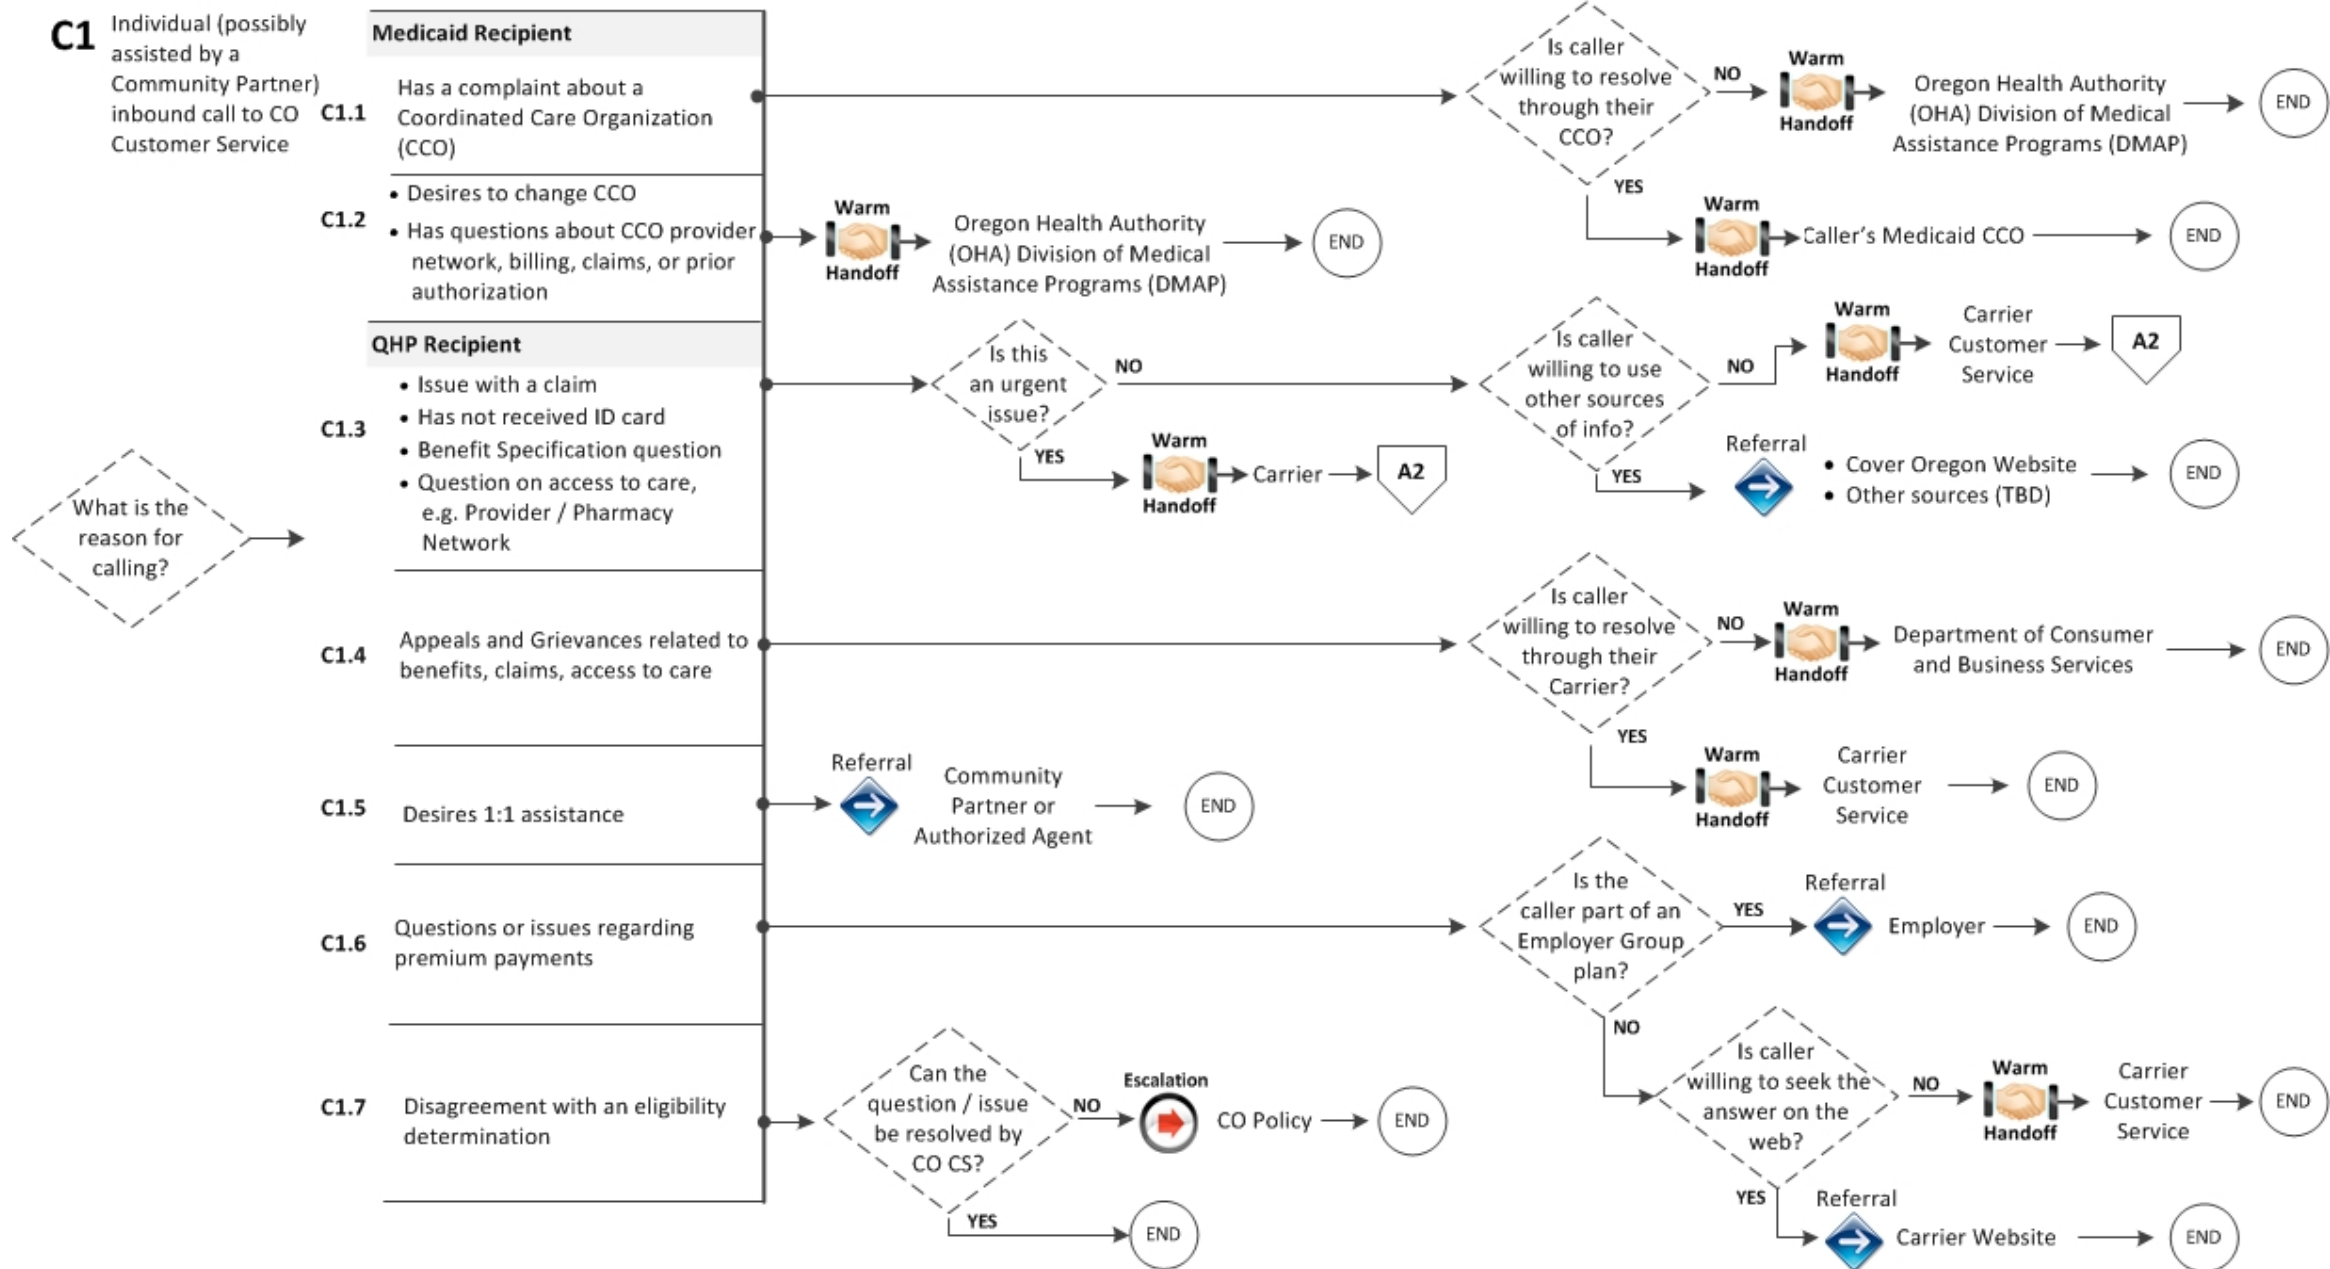 C1
Individual (possibly
assisted by a
Community Partner)
inbound call to CO
Customer Service
What is the
reason for
calling?
Medicaid Recipient
C1.1
Has a complaint about a
Coordinated Care Organization
(CCO)
Is caller
willing to resolve
through their
CCO?
NO
Warm
Handoff
Oregon Health Authority
(OHA) Division of Medical
Assistance Programs (DMAP)
END
YES
Warm
Handoff
Caller's Medicaid CCO
END
C1.2
• Desires to change CCO
• Has questions about CCO provider
network, billing, claims, or prior
authorization
Warm
Handoff
Oregon Health Authority
(OHA) Division of Medical
Assistance Programs (DMAP)
END
QHP Recipient
C1.3
• Issue with a claim
• Has not received ID card
• Benefit Specification question
• Question on access to care,
e.g. Provider / Pharmacy
Network
Is this
an urgent
issue?
NO
YES
Warm
Handoff
Carrier
A2
Is caller
willing to use
other sources
of info?
NO
Warm
Handoff
Carrier
Customer
Service
A2
YES
Referral
• Cover Oregon Website
• Other sources (TBD)
END
C1.4
Appeals and Grievances related to
benefits, claims, access to care
Is caller
willing to resolve
through their
Carrier?
NO
Warm
Handoff
Department of Consumer
and Business Services
END
YES
Warm
Handoff
Carrier
Customer
Service
END
C1.5
Desires 1:1 assistance
Referral
Community
Partner or
Authorized Agent
END
C1.6
Questions or issues regarding
premium payments
Is the
caller part of an
Employer Group
plan?
YES
Referral
Employer
END
NO
Is caller
willing to seek the
answer on the
web?
NO
Warm
Handoff
Carrier
Customer
Service
END
YES
Referral
Carrier Website
END
C1.7
Disagreement with an eligibility
determination
Can the
question / issue
be resolved by
CO CS?
NO
Escalation
CO Policy
END
YES
END